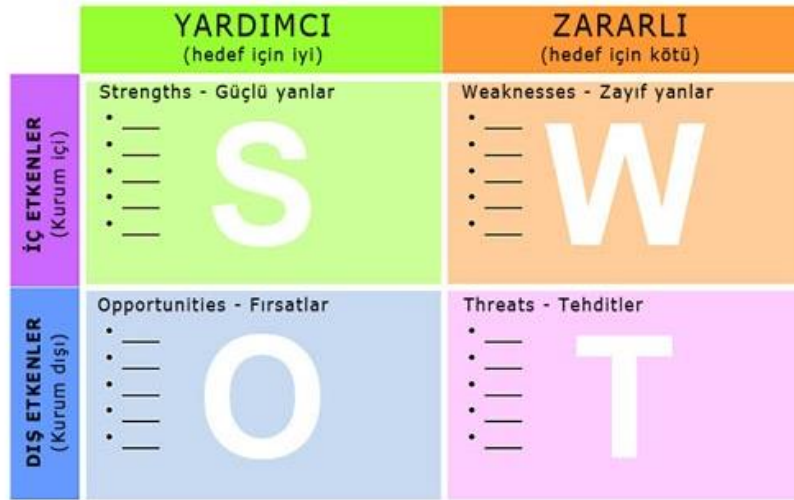 YARDIMCI
(hedef için iyi)
ZARARLI
(hedef için kötü)
İÇ ETKENLER
(Kurum içi)
Strengths - Güçlü yanlar
S
Weaknesses - Zayıf yanlar
W
DIŞ ETKENLER
(Kurum dışı)
Opportunities - Fırsatlar
O
Threats - Tehditler
T